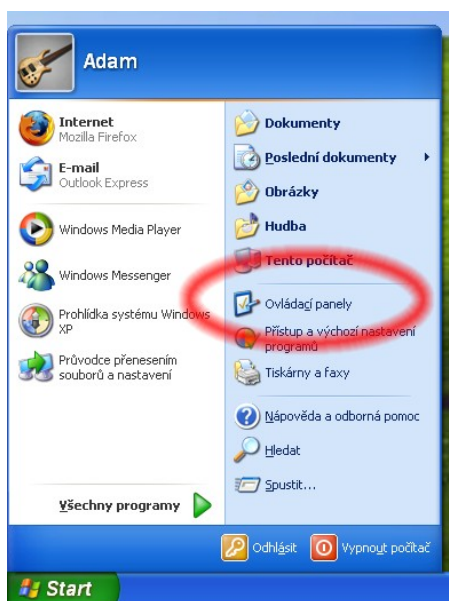 Adam
Internet
Mozilla Firefox
E-mail
Outlook Express
Windows Media Player
Windows Messenger
Prohlídka systému Windows
XP
Průvodce přenesením
souborů a nastavení
Všechny programy
Dokumenty
Poslední dokumenty
Obrázky
Hudba
Tento počítač
Ovládací panely
Přístup a výchozí nastavení
programů
Tiskárny a faxy
Nápověda a odborná pomoc
Hledat
Spustit...
Odhlásit
Vypnout počítač
Start